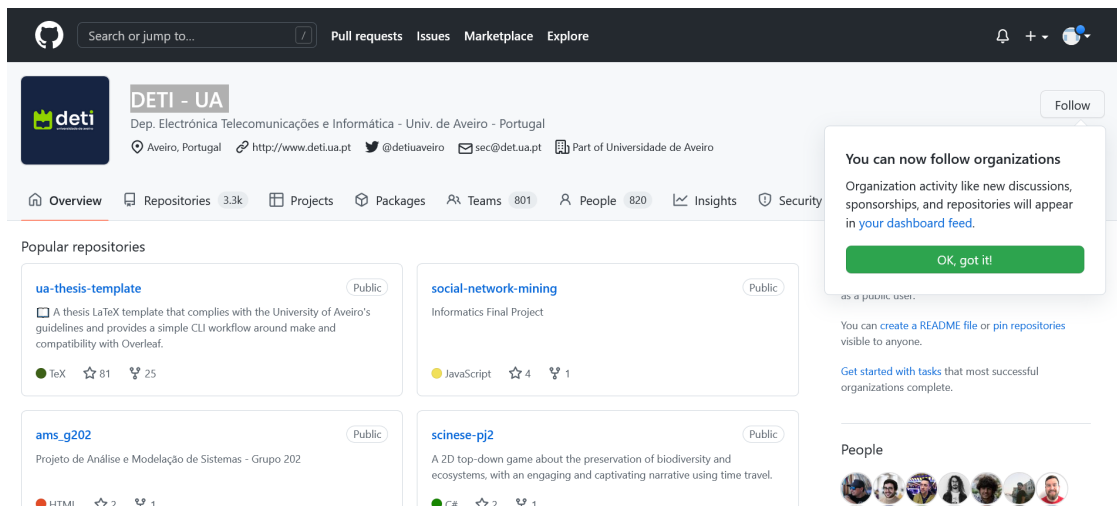 Search or jump to...
/
Pull requests Issues Marketplace Explore
deti
universidade de aveiro
DETI - UA
Dep. Electrónica Telecomunicações e Informática - Univ. de Aveiro - Portugal
Aveiro, Portugal http://www.deti.ua.pt @detiuaveiro sec@det.ua.pt Part of Universidade de Aveiro
Follow
You can now follow organizations
Organization activity like new discussions,
sponsorships, and repositories will appear
in your dashboard feed.
OK, got it!
Overview Repositories 3.3k Projects Packages Teams 801 People 820 Insights Security
Popular repositories
ua-thesis-template Public
A thesis LaTeX template that complies with the University of Aveiro's
guidelines and provides a simple CLI workflow around make and
compatibility with Overleaf.
TeX 81 25
social-network-mining Public
Informatics Final Project
JavaScript 4 1
ams_g202 Public
Projeto de Análise e Modelação de Sistemas - Grupo 202
HTML 2 1
scinese-pj2 Public
A 2D top-down game about the preservation of biodiversity and
ecosystems, with an engaging and captivating narrative using time travel.
C# 2 1
as a public user.
You can create a README file or pin repositories
visible to anyone.
Get started with tasks that most successful
organizations complete.
People